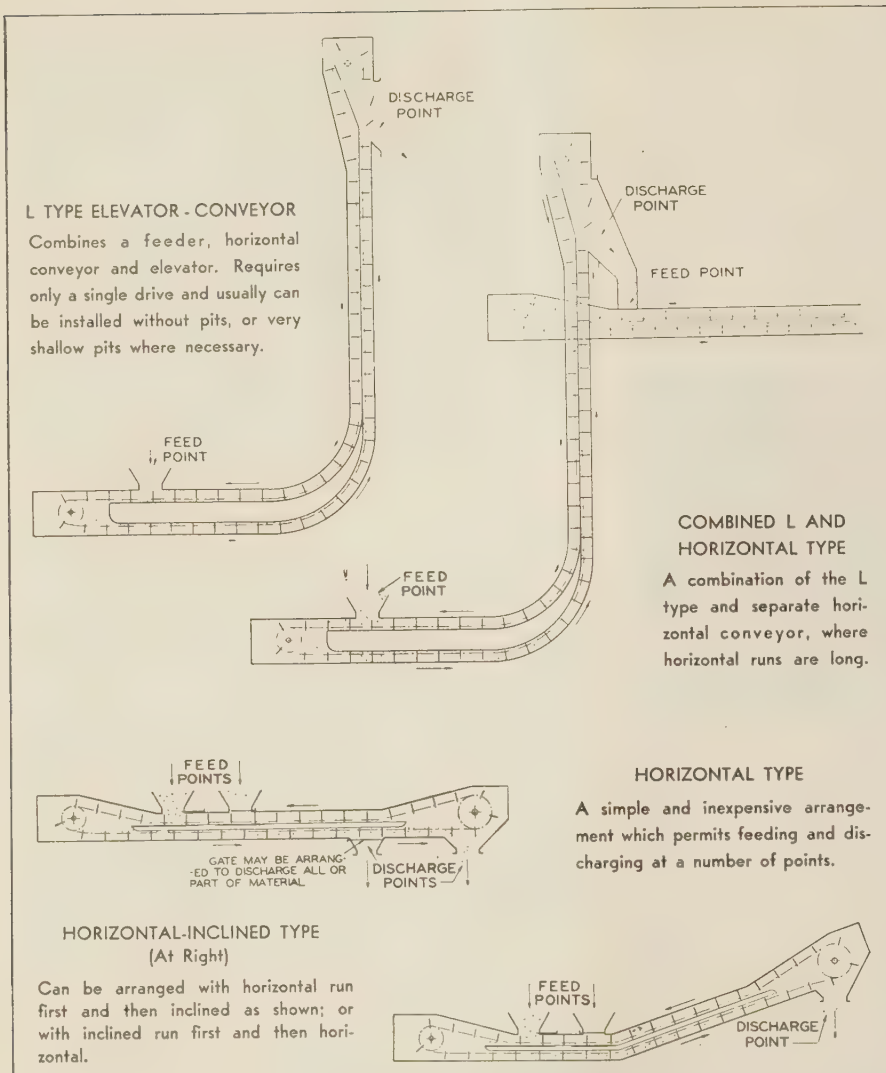 DISCHARGE
POINT
L TYPE ELEVATOR - CONVEYOR
Combines a feeder, horizontal
conveyor and elevator. Requires
only a single drive and usually can
be installed without pits, or very
shallow pits where necessary.
FEED
POINT
DISCHARGE
POINT
FEED POINT
FEED
POINT
COMBINED L AND
HORIZONTAL TYPE
A combination of the L
type and separate hori-
zontal conveyor, where
horizontal runs are long.
FEED
POINTS
GATE MAY BE ARRANG-
-ED TO DISCHARGE ALL OR
PART OF MATERIAL
DISCHARGE
POINTS
HORIZONTAL TYPE
A simple and inexpensive arrange-
ment which permits feeding and dis-
charging at a number of points.
HORIZONTAL-INCLINED TYPE
(At Right)
Can be arranged with horizontal run
first and then inclined as shown; or
with inclined run first and then hori-
zontal.
FEED
POINTS
DISCHARGE
POINT